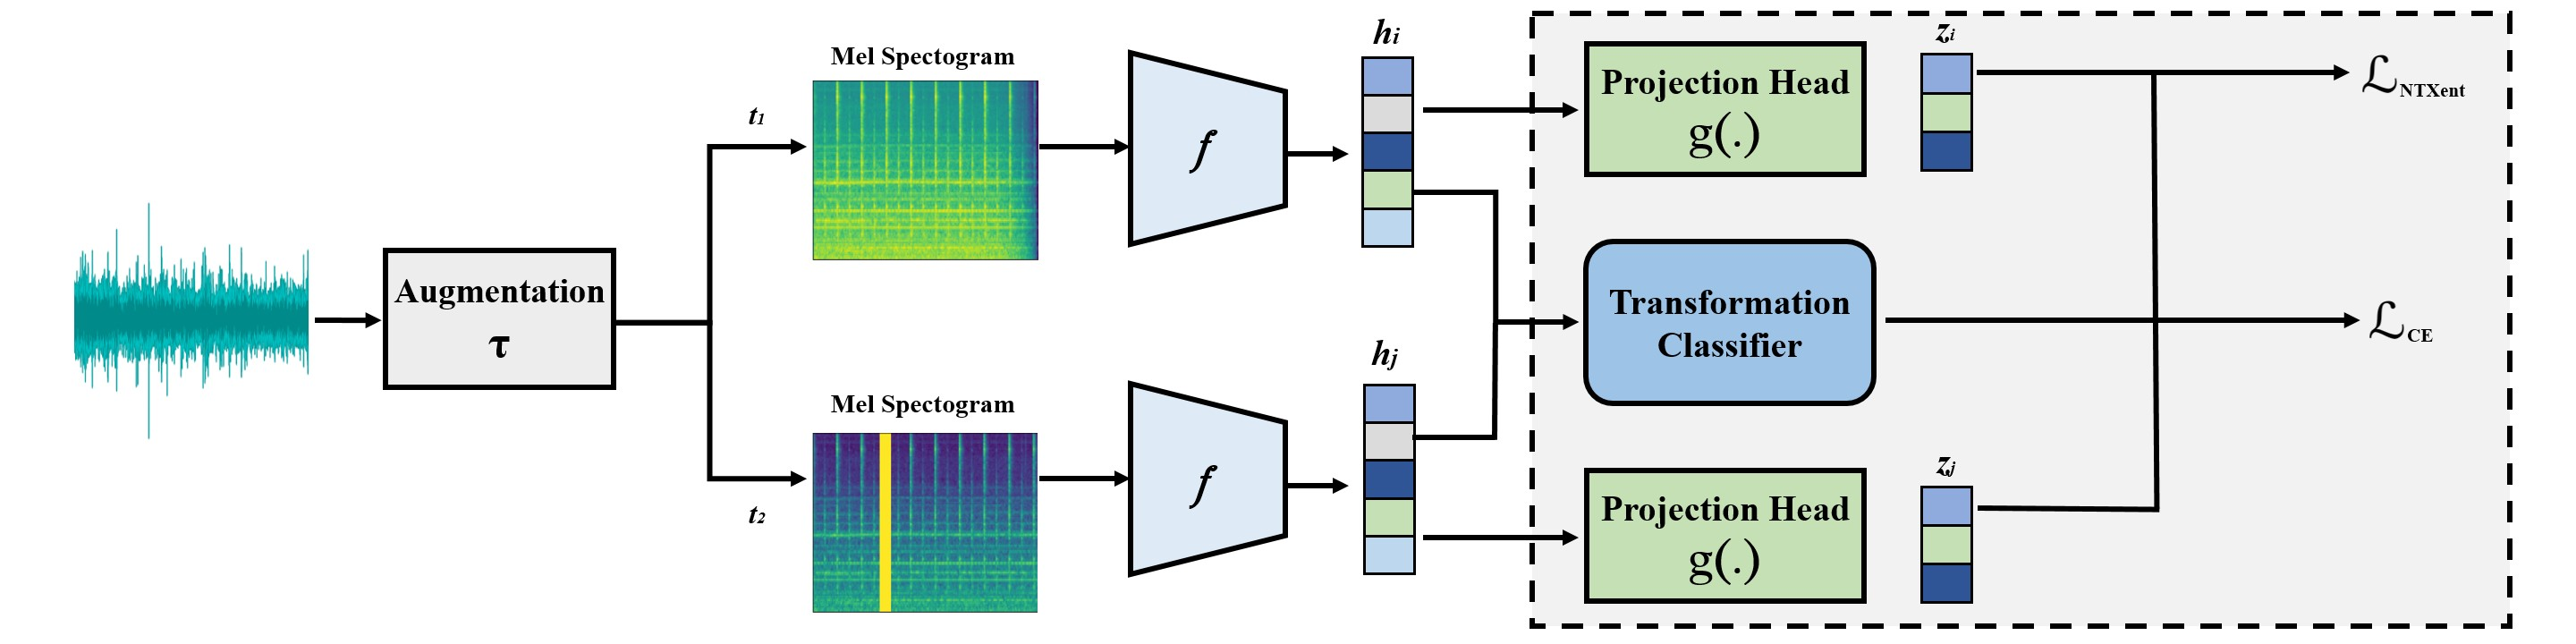 Augmentation
τ
t1
Mel Spectogram
f
hi
t2
Mel Spectogram
f
hj
Projection Head
g(.)
zi
ℒNTXent
Transformation
Classifier
ℒCE
Projection Head
g(.)
zj